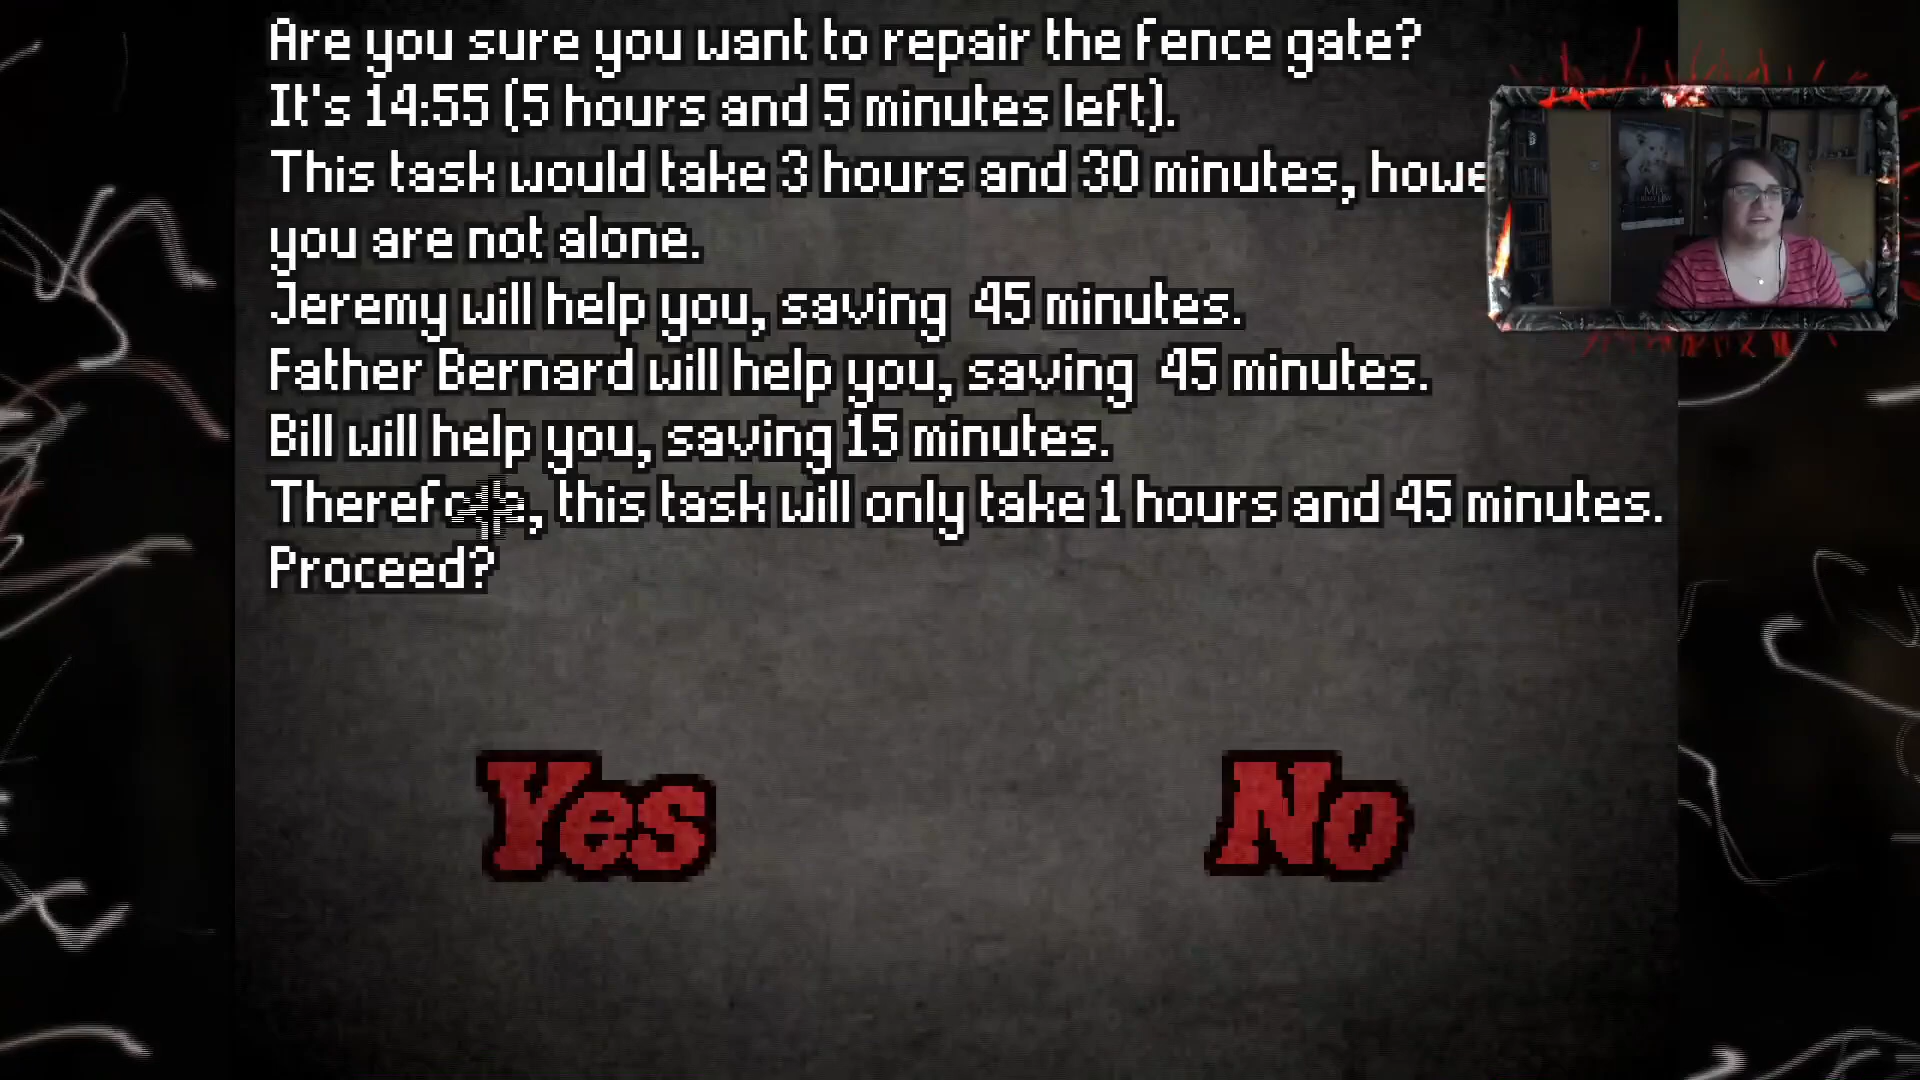 Are you sure you want to repair the fence gate?
It's 14:55 (5 hours and 5 minutes left).
This task would take 3 hours and 30 minutes,
you are not alone.
Jeremy will help you, saving 45 minutes.
Father Bernard will help you, saving 45 minutes.
Bill will help you, saving 15 minutes.
Therefore, this task will only take 1 hours and 45 minutes.
Proceed?
Yes
No